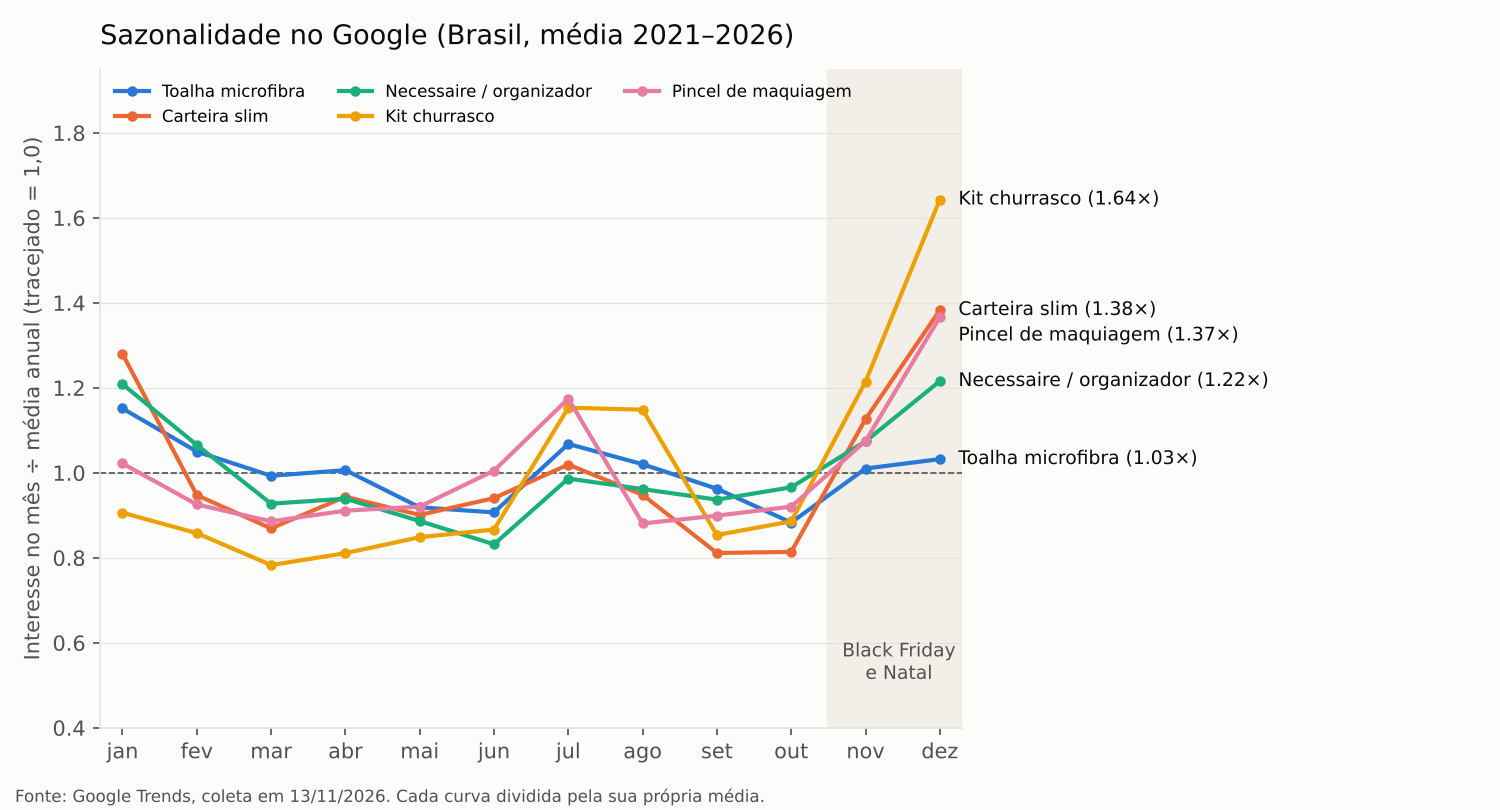 Sazonalidade no Google (Brasil, média 2021–2026)
Toalha microfibra
Carteira slim
Necessaire / organizador
Kit churrasco
Pincel de maquiagem
Interesse no mês ÷ média anual (tracejado = 1,0)
1.8
1.6
1.4
1.2
1.0
0.8
0.6
0.4
Kit churrasco (1.64×)
Carteira slim (1.38×)
Pincel de maquiagem (1.37×)
Necessaire / organizador (1.22×)
Toalha microfibra (1.03×)
Black Friday
e Natal
jan fev mar abr mai jun jul ago set out nov dez
Fonte: Google Trends, coleta em 13/11/2026. Cada curva dividida pela sua própria média.